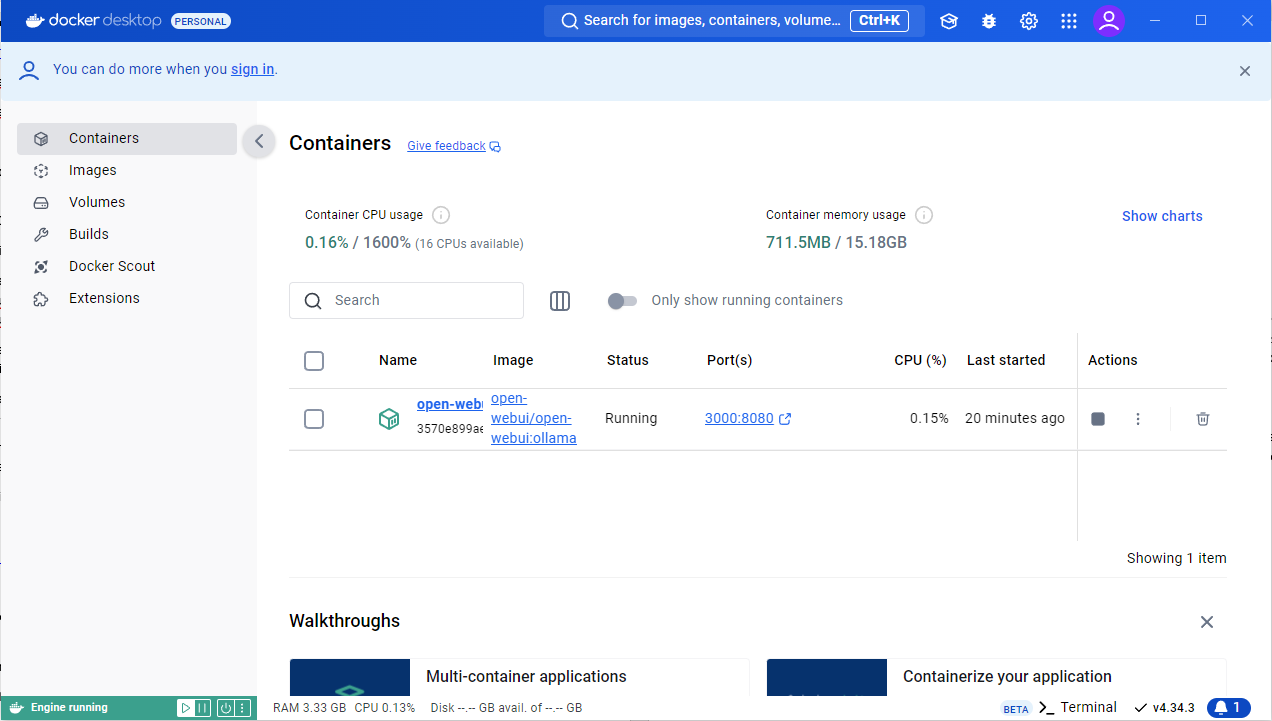 docker desktop PERSONAL Search for images, containers, volume... Ctrl+K
You can do more when you sign in.
Containers
Images
Volumes
Builds
Docker Scout
Extensions
Containers Give feedback
Container CPU usage
0.16% / 1600% (16 CPUs available)
Container memory usage
711.5MB / 15.18GB
Show charts
Search
Only show running containers
Name Image Status Port(s) CPU (%) Last started Actions
open-webu
3570e899ae
open-
webui/open-
webui:ollama
Running 3000:8080 0.15% 20 minutes ago
Showing 1 item
Walkthroughs
Multi-container applications
Containerize your application
Engine running RAM 3.33 GB CPU 0.13% Disk --.-- GB avail. of --.-- GB BETA Terminal v4.34.3 1